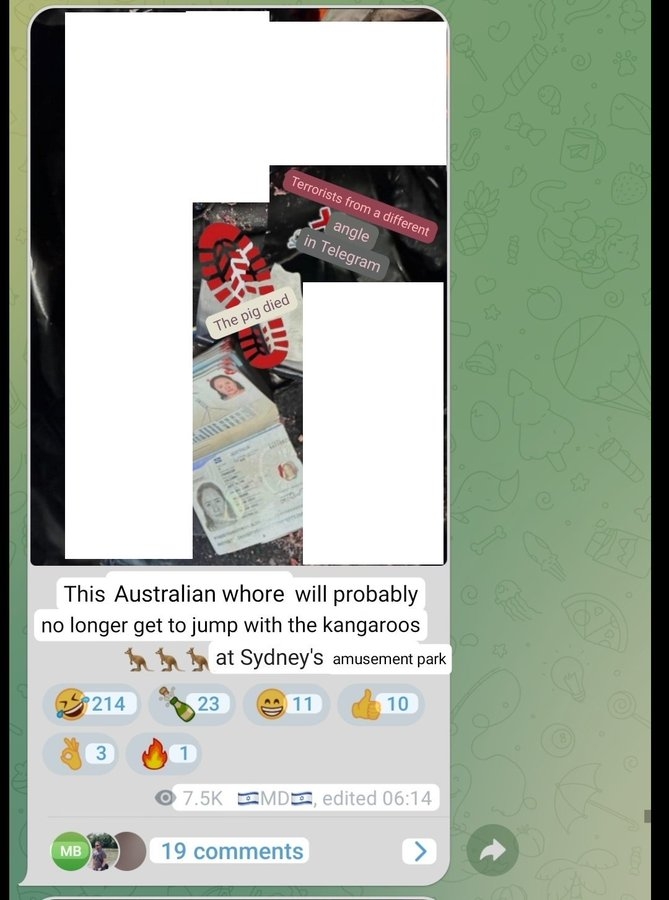 Terrorists from a different
angle
in Telegram
The pig died
This Australian whore will probably
no longer get to jump with the kangaroos
🦘🦘🦘 at Sydney's amusement park
🤣 214 🍾 23 😄 11 👍 10
👌 3 🔥 1
7.5K 🇮🇱MD🇮🇱, edited 06:14
MB 19 comments